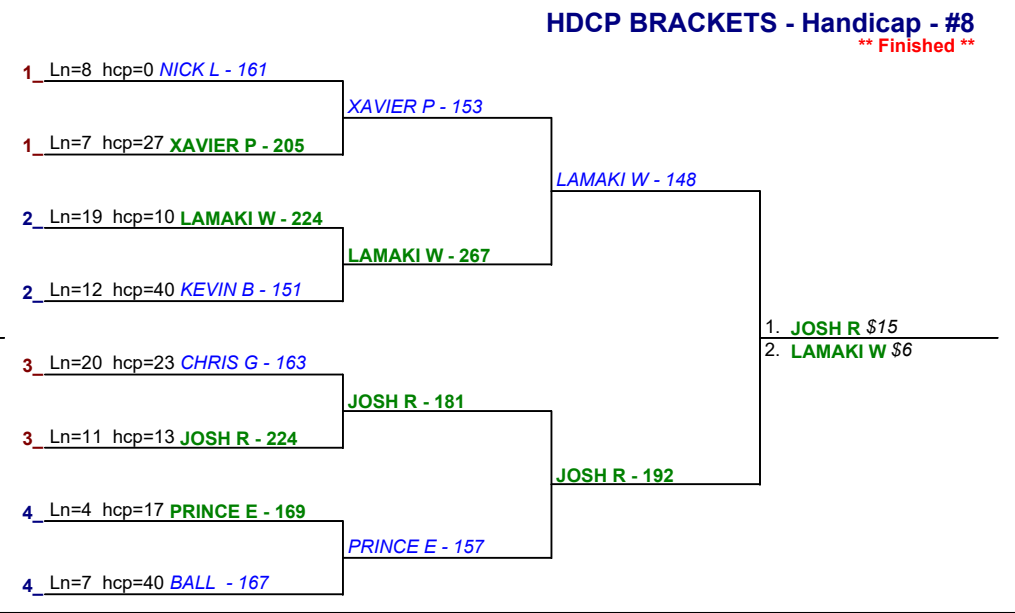 HDCP BRACKETS - Handicap - #8
** Finished **
1_ Ln=8 hcp=0 NICK L - 161
XAVIER P - 153
1_ Ln=7 hcp=27 XAVIER P - 205
LAMAKI W - 148
2_ Ln=19 hcp=10 LAMAKI W - 224
LAMAKI W - 267
2_ Ln=12 hcp=40 KEVIN B - 151
1. JOSH R $15
2. LAMAKI W $6
3_ Ln=20 hcp=23 CHRIS G - 163
JOSH R - 181
3_ Ln=11 hcp=13 JOSH R - 224
JOSH R - 192
4_ Ln=4 hcp=17 PRINCE E - 169
PRINCE E - 157
4_ Ln=7 hcp=40 BALL - 167